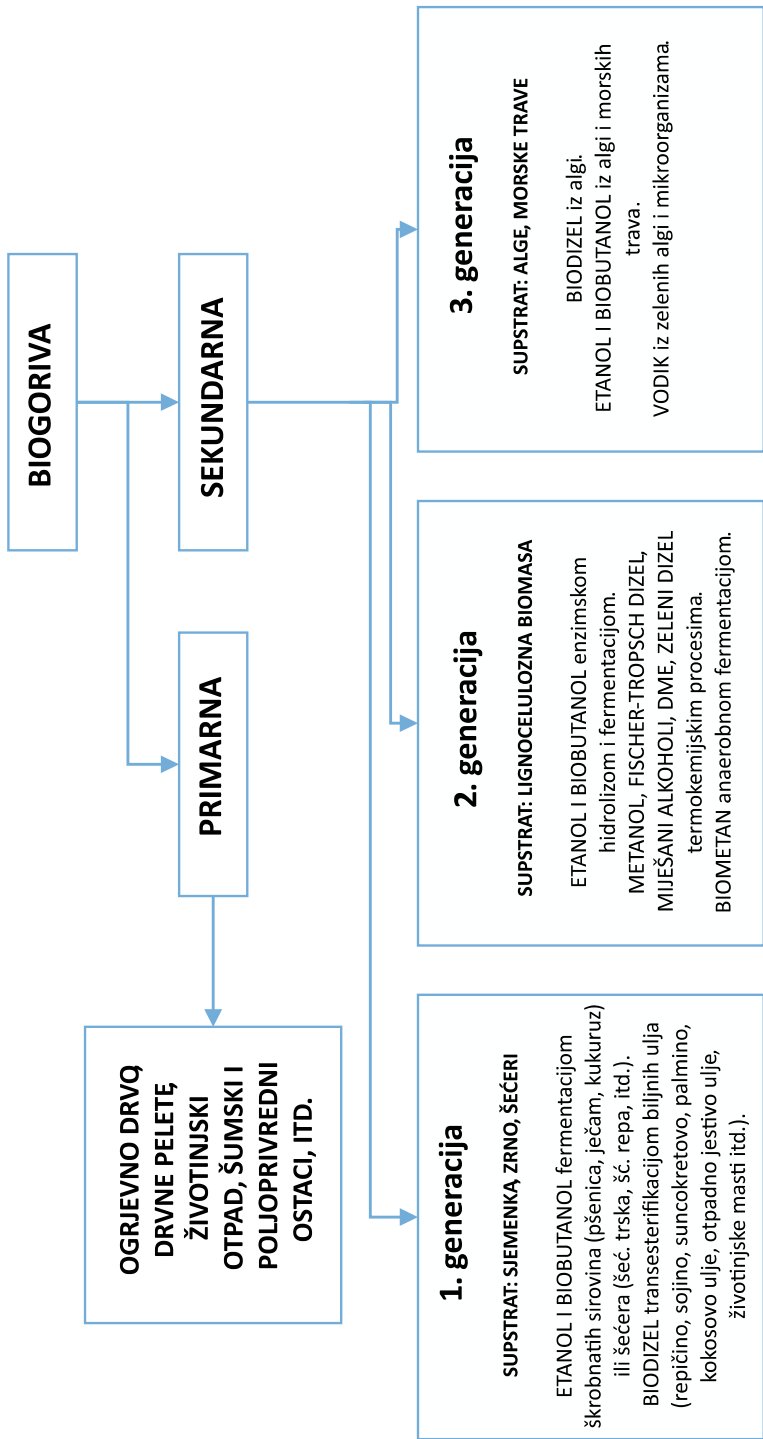 BIOGORIVA
PRIMARNA
SEKUNDARNA
OGRJEVNO DRVO,
DRVNE PELETE,
ŽIVOTINJSKI
OTPAD, ŠUMSKI I
POLJOPRIVREDNI
OSTACI, ITD.
1. generacija
SUPSTRAT: SJEMENKA, ZRNO, ŠEĆERI
ETANOL I BIOBUTANOL fermentacijom
škrobnatih sirovina (pšenica, ječam, kukuruz)
ili šećera (šeć. trska, šć. repa, itd.).
BIODIZEL transesterifikacijom biljnih ulja
(repičino, sojino, suncokretovo, palmino,
kokosovo ulje, otpadno jestivo ulje,
životinjske masti itd.).
2. generacija
SUPSTRAT: LIGNOCELULOZNA BIOMASA
ETANOL I BIOBUTANOL enzimskom
hidrolizom i fermentacijom.
METANOL, FISCHER-TROPSCH DIZEL,
MIJEŠANI ALKOHOLI, DME, ZELENI DIZEL
termokemijskim procesima.
BIOMETAN anaerobnom fermentacijom.
3. generacija
SUPSTRAT: ALGE, MORSKE TRAVE
BIODIZEL iz algi.
ETANOL I BIOBUTANOL iz algi i morskih
trava.
VODIK iz zelenih algi i mikroorganizama.